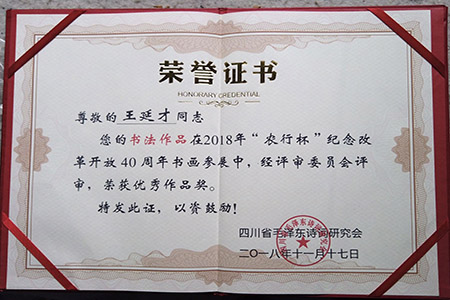 荣誉证书
HONORARY CREDENTIAL
尊敬的王延才同志
您的书法作品在2018年“农行杯”纪念改
革开放40周年书画参展中，经评审委员会评
审，荣获优秀作品奖。
特发此证，以资鼓励！
四川省毛泽东诗词研究会
二〇一八年十一月十七日